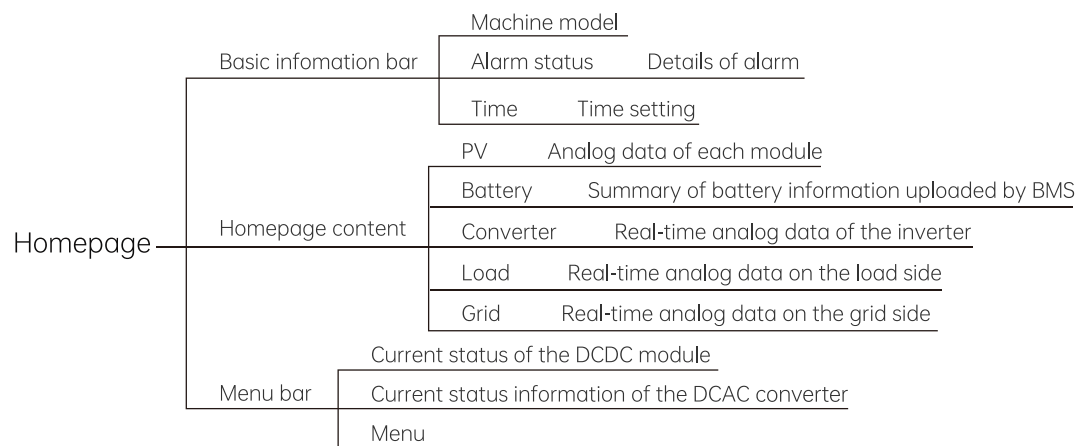 Machine model
Basic infomation bar
Alarm status Details of alarm
Time Time setting
PV Analog data of each module
Battery Summary of battery information uploaded by BMS
Homepage
Homepage content
Converter Real-time analog data of the inverter
Load Real-time analog data on the load side
Grid Real-time analog data on the grid side
Current status of the DCDC module
Menu bar
Current status information of the DCAC converter
Menu